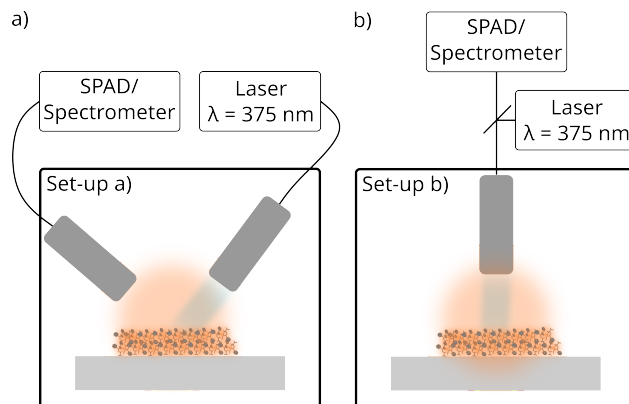 a)
SPAD/
Spectrometer
Laser
λ = 375 nm
Set-up a)
b)
SPAD/
Spectrometer
Laser
λ = 375 nm
Set-up b)